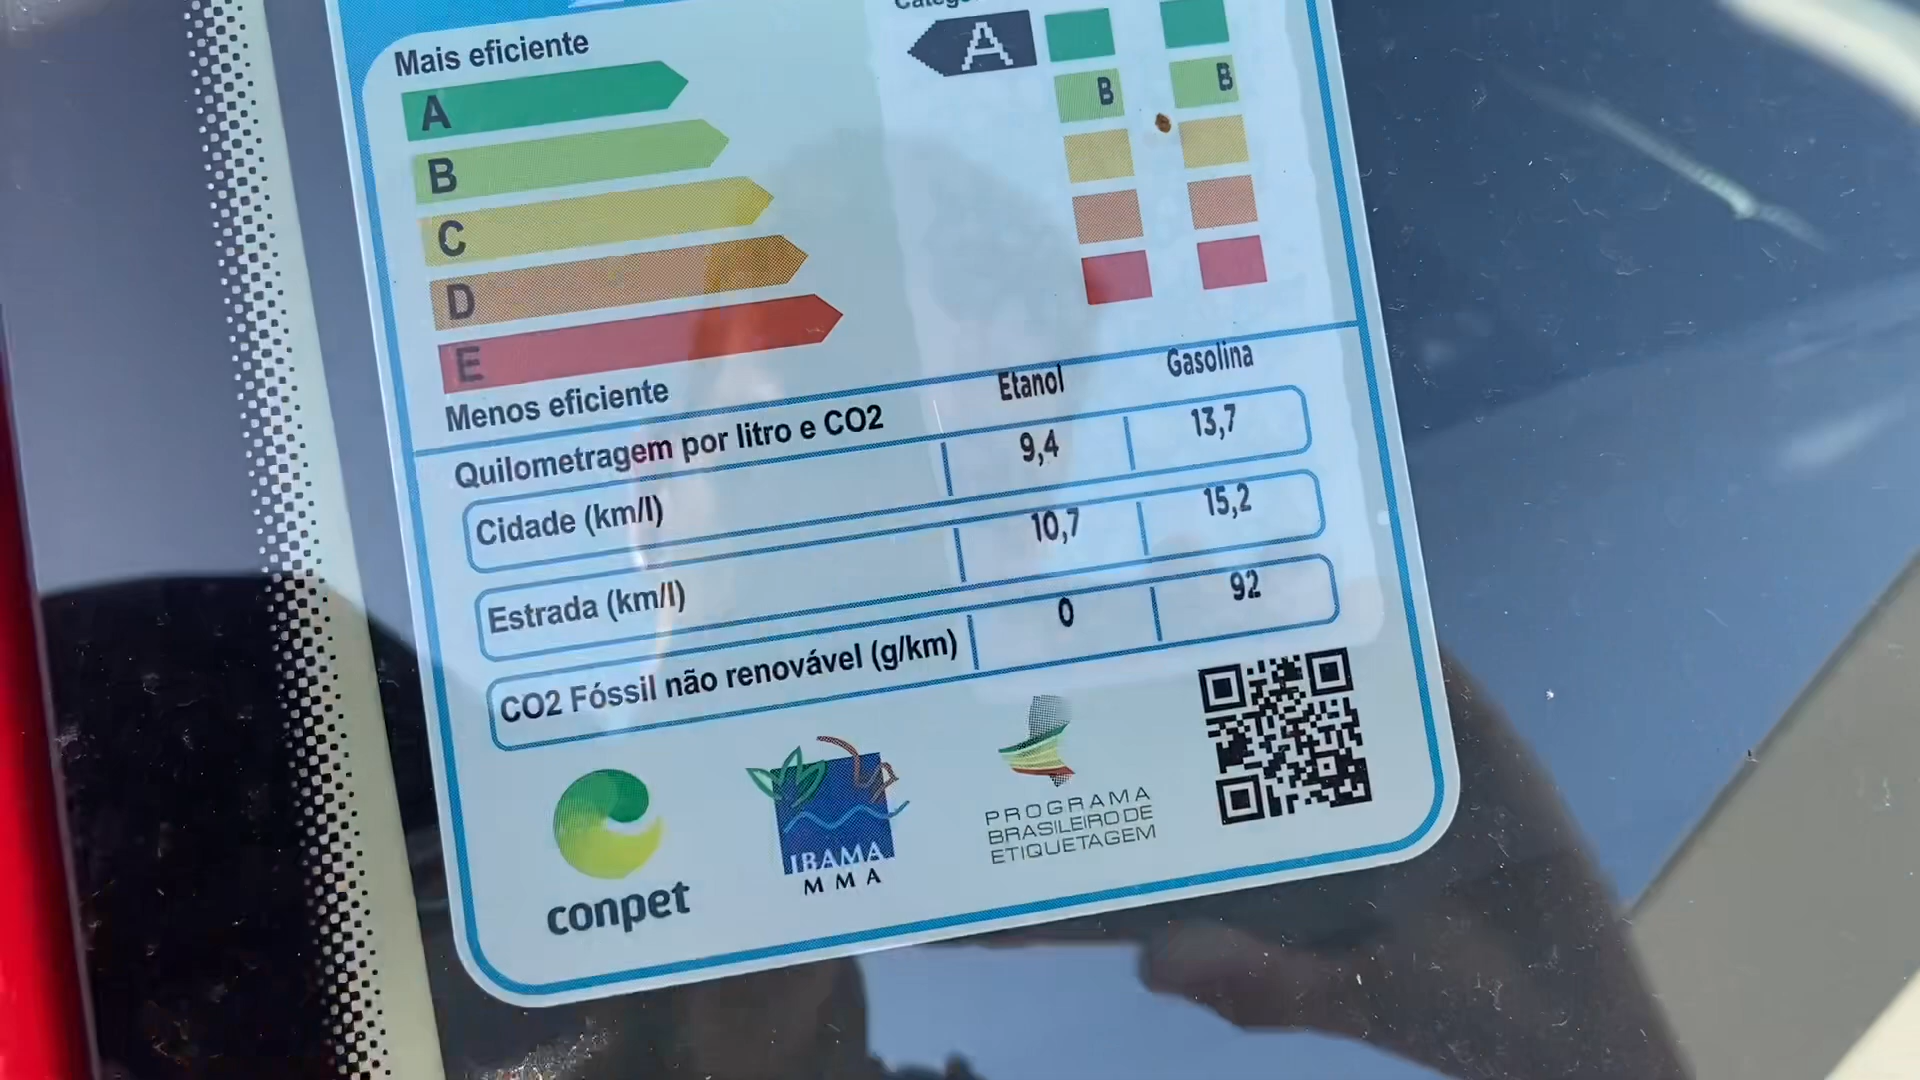 Mais eficiente
A
A
B
B
B
C
D
E
Menos eficiente
Etanol Gasolina
Quilometragem por litro e CO2
Cidade (km/l) 9,4 13,7
Estrada (km/l) 10,7 15,2
CO2 Fóssil não renovável (g/km) 0 92
conpet
IBAMA
MMA
PROGRAMA
BRASILEIRO DE
ETIQUETAGEM